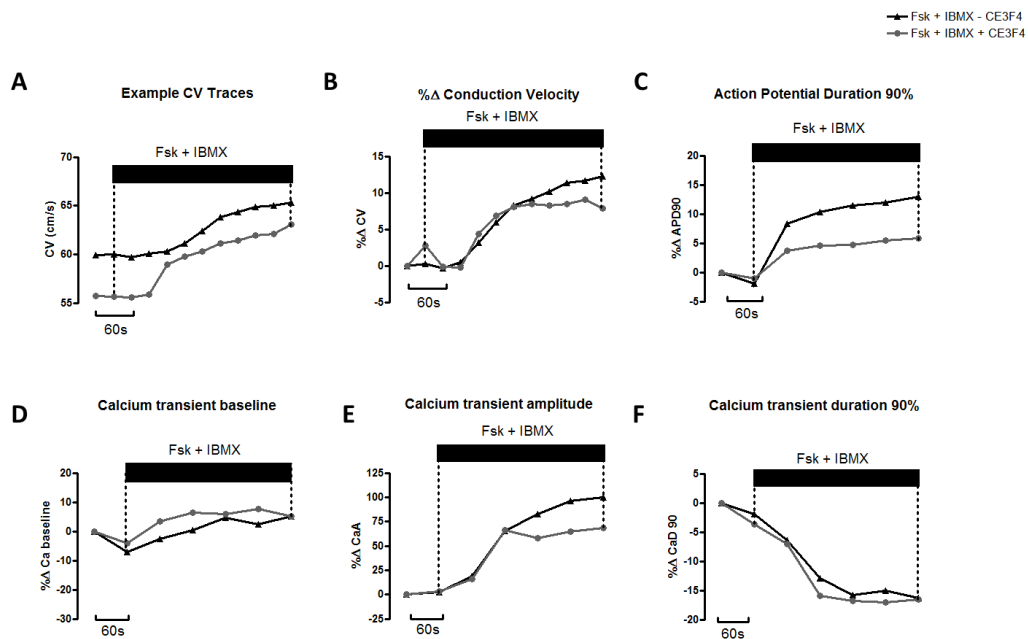 Fsk + IBMX - CE3F4
Fsk + IBMX + CE3F4
A
Example CV Traces
Fsk + IBMX
CV (cm/s)
70
65
60
55
60s
B
%Δ Conduction Velocity
Fsk + IBMX
%Δ CV
15
10
5
0
-5
60s
C
Action Potential Duration 90%
Fsk + IBMX
%Δ APD90
20
15
10
5
0
-5
60s
D
Calcium transient baseline
Fsk + IBMX
%Δ Ca baseline
20
10
0
-10
-20
-30
60s
E
Calcium transient amplitude
Fsk + IBMX
%Δ CaA
125
100
75
50
25
0
-25
60s
F
Calcium transient duration 90%
Fsk + IBMX
%Δ CaD 90
5
0
-5
-10
-15
-20
60s